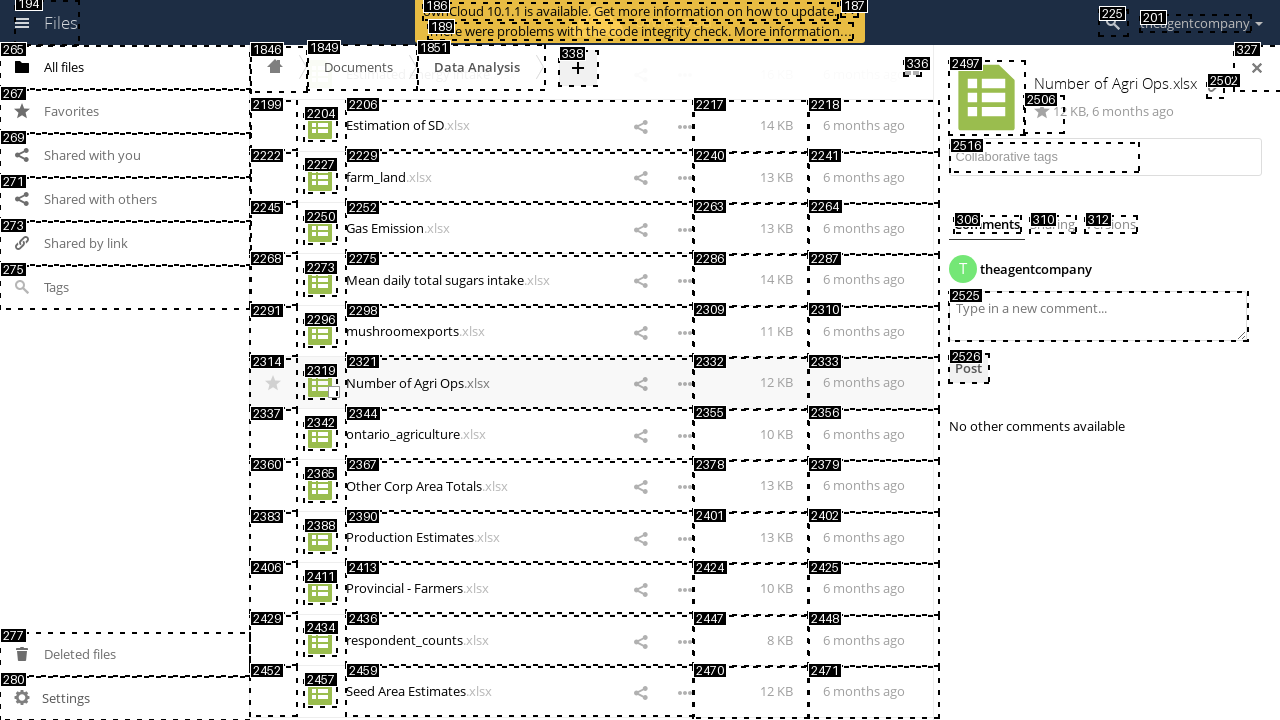 194
Files
186
ownCloud 10.1.1 is available. Get more information on how to update.
187
189
There were problems with the code integrity check. More information…
225
201
theagentcompany
265
All files
267
Favorites
269
Shared with you
271
Shared with others
273
Shared by link
275
Tags
277
Deleted files
280
Settings
1846
1849
Documents
1851
Data Analysis
338
+
336
2199
2204
2206
Estimation of SD.xlsx
2217
14 KB
2218
6 months ago
2222
2227
2229
farm_land.xlsx
2240
13 KB
2241
6 months ago
2245
2250
2252
Gas Emission.xlsx
2263
13 KB
2264
6 months ago
2268
2273
2275
Mean daily total sugars intake.xlsx
2286
14 KB
2287
6 months ago
2291
2296
2298
mushroomexports.xlsx
2309
11 KB
2310
6 months ago
2314
2319
2321
Number of Agri Ops.xlsx
2332
12 KB
2333
6 months ago
2337
2342
2344
ontario_agriculture.xlsx
2355
10 KB
2356
6 months ago
2360
2365
2367
Other Corp Area Totals.xlsx
2378
13 KB
2379
6 months ago
2383
2388
2390
Production Estimates.xlsx
2401
13 KB
2402
6 months ago
2406
2411
2413
Provincial - Farmers.xlsx
2424
10 KB
2425
6 months ago
2429
2434
2436
respondent_counts.xlsx
2447
8 KB
2448
6 months ago
2452
2457
2459
Seed Area Estimates.xlsx
2470
12 KB
2471
6 months ago
327
2497
Number of Agri Ops.xlsx
2502
2506
12 KB, 6 months ago
2516
Collaborative tags
306
Comments
310
Sharing
312
Versions
T
theagentcompany
2525
Type in a new comment...
2526
Post
No other comments available